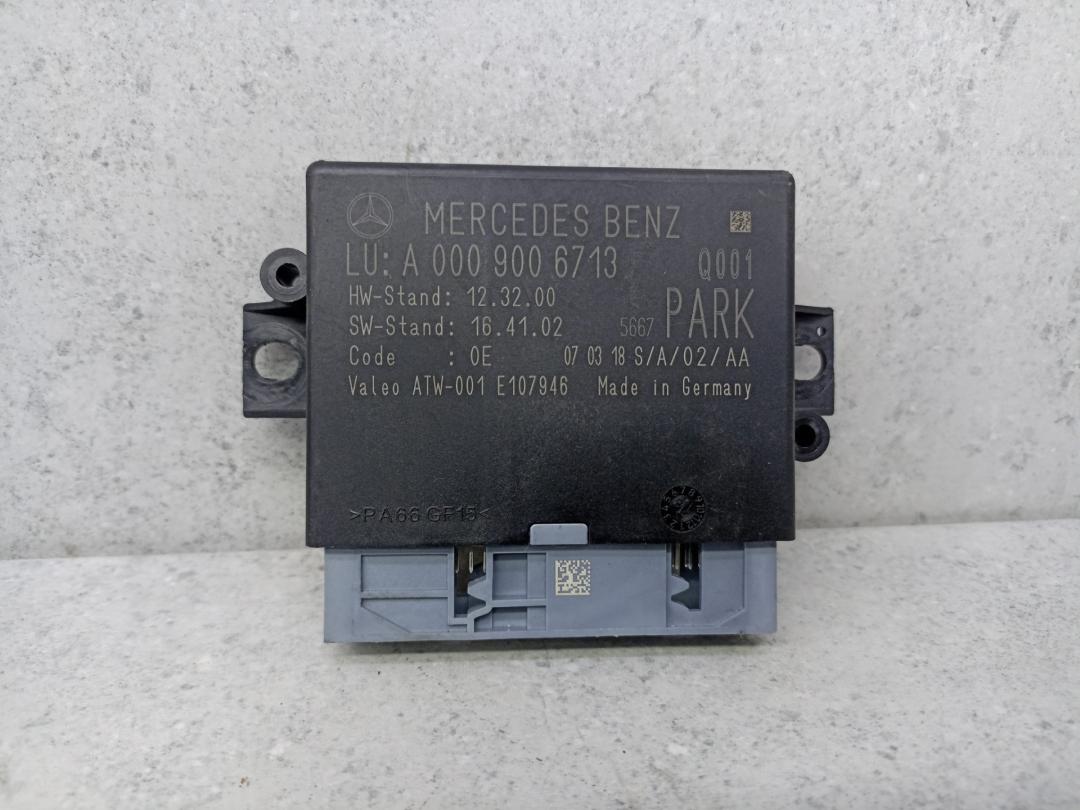 MERCEDES BENZ
LU: A 000 900 6713 Q001
HW-Stand: 12.32.00
SW-Stand: 16.41.02 5667 PARK
Code : 0E 07 03 18 S/A/02/AA
Valeo ATW-001 E107946 Made in Germany
>PA66 GF15<